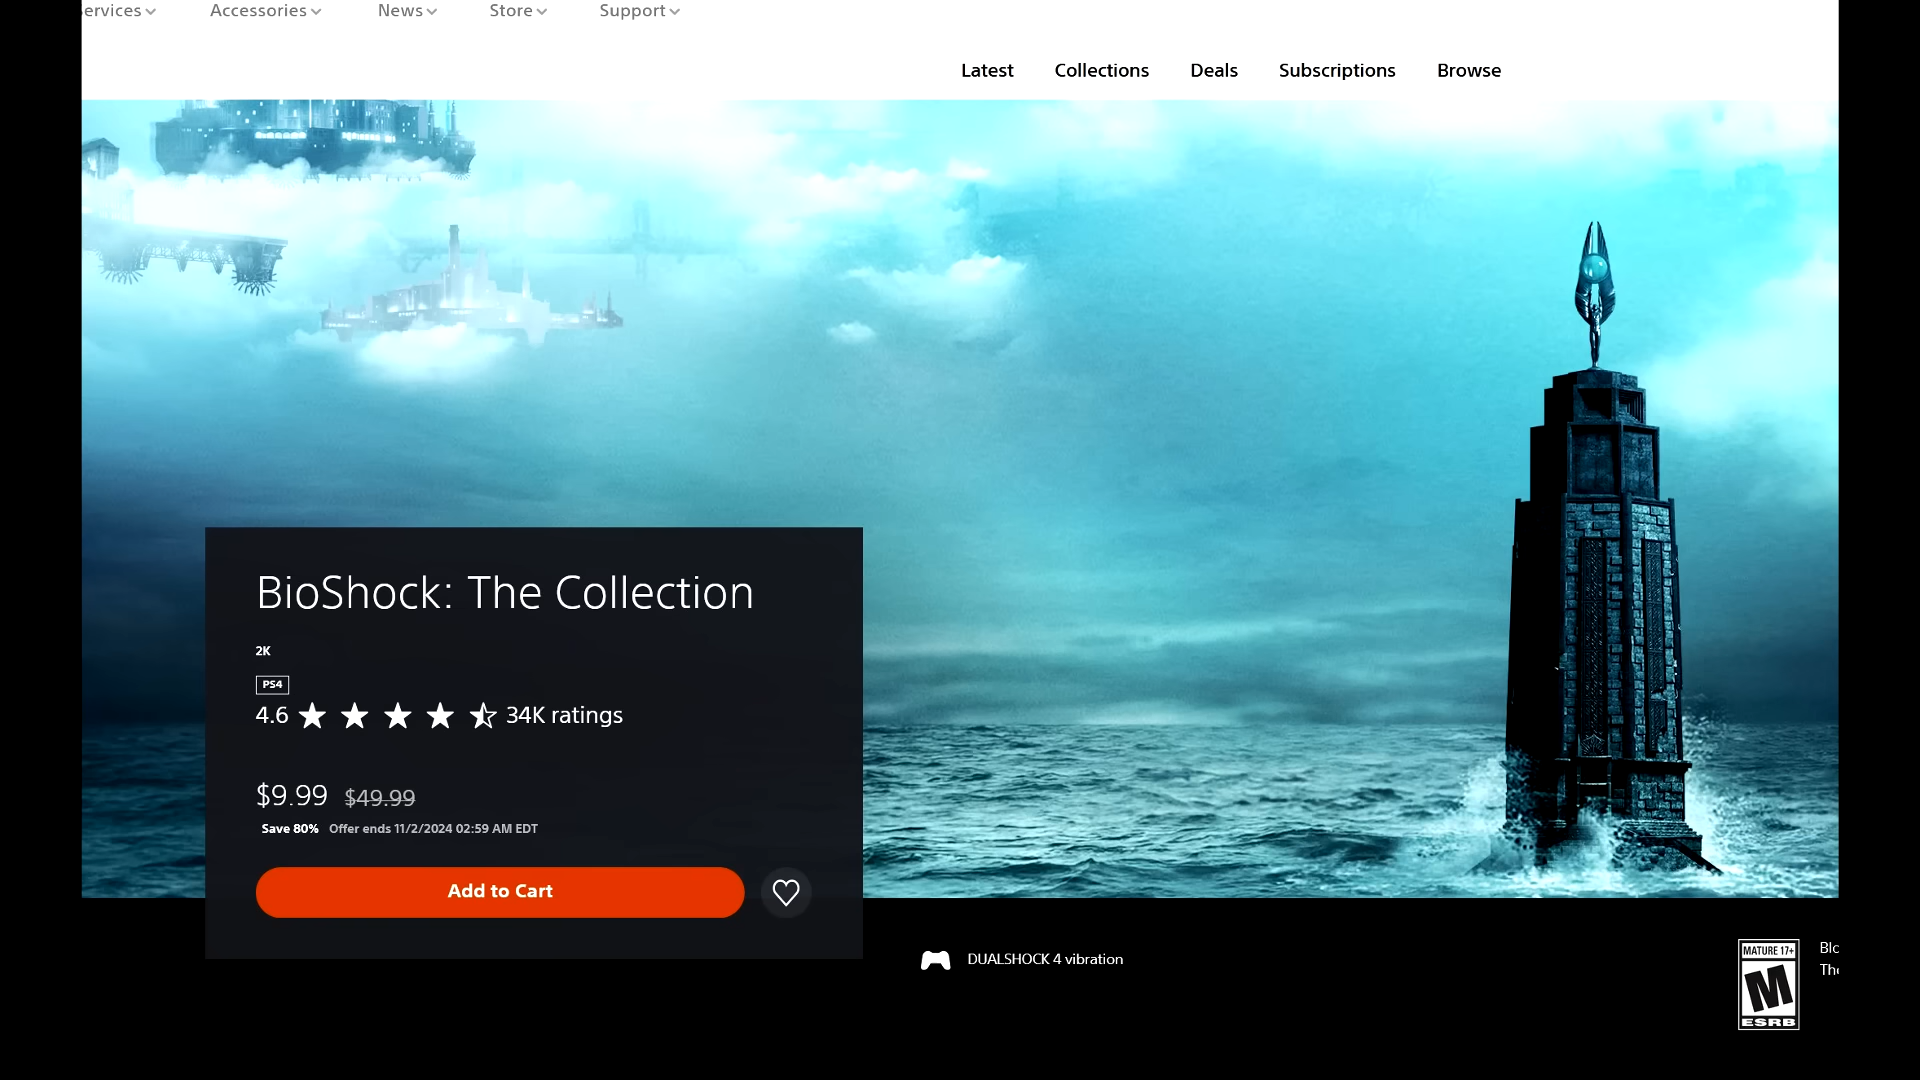 ervices Accessories News Store Support
Latest Collections Deals Subscriptions Browse
BioShock: The Collection
2K
PS4
4.6 34K ratings
$9.99 $49.99
Save 80% Offer ends 11/2/2024 02:59 AM EDT
Add to Cart
DUALSHOCK 4 vibration
MATURE 17+
M
ESRB
Blo
The